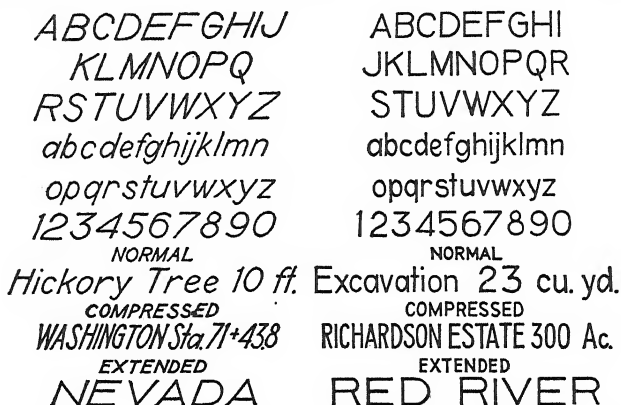 ABCDEFGHIJ
KLMNOPQ
RSTUVWXYZ
abcdefghijklmn
opqrstuvwxyz
1234567890
NORMAL
Hickory Tree 10 ft.
COMPRESSED
WASHINGTON Sta. 71+43.8
EXTENDED
NEVADA
ABCDEFGHI
JKLMNOPQR
STUVWXYZ
abcdefghijklmn
opqrstuvwxyz
1234567890
NORMAL
Excavation 23 cu. yd.
COMPRESSED
RICHARDSON ESTATE 300 Ac.
EXTENDED
RED RIVER